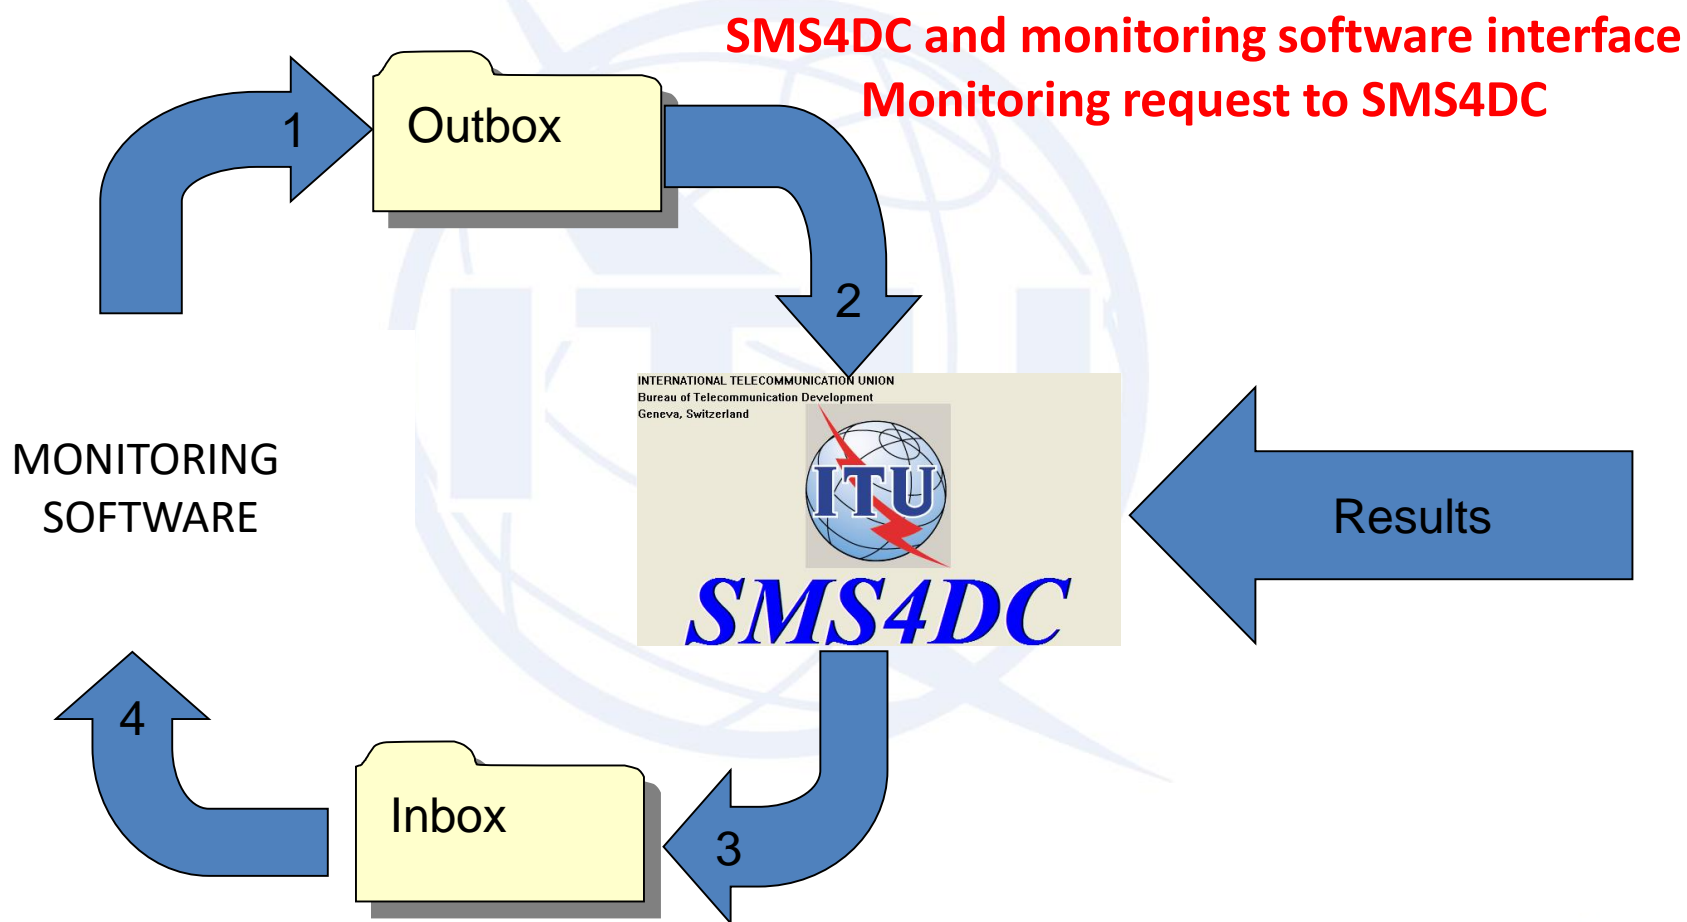 SMS4DC and monitoring software interface
Monitoring request to SMS4DC
1
Outbox
2
INTERNATIONAL TELECOMMUNICATION UNION
Bureau of Telecommunication Development
Geneva, Switzerland
ITU
SMS4DC
MONITORING
SOFTWARE
Results
4
Inbox
3
ITU